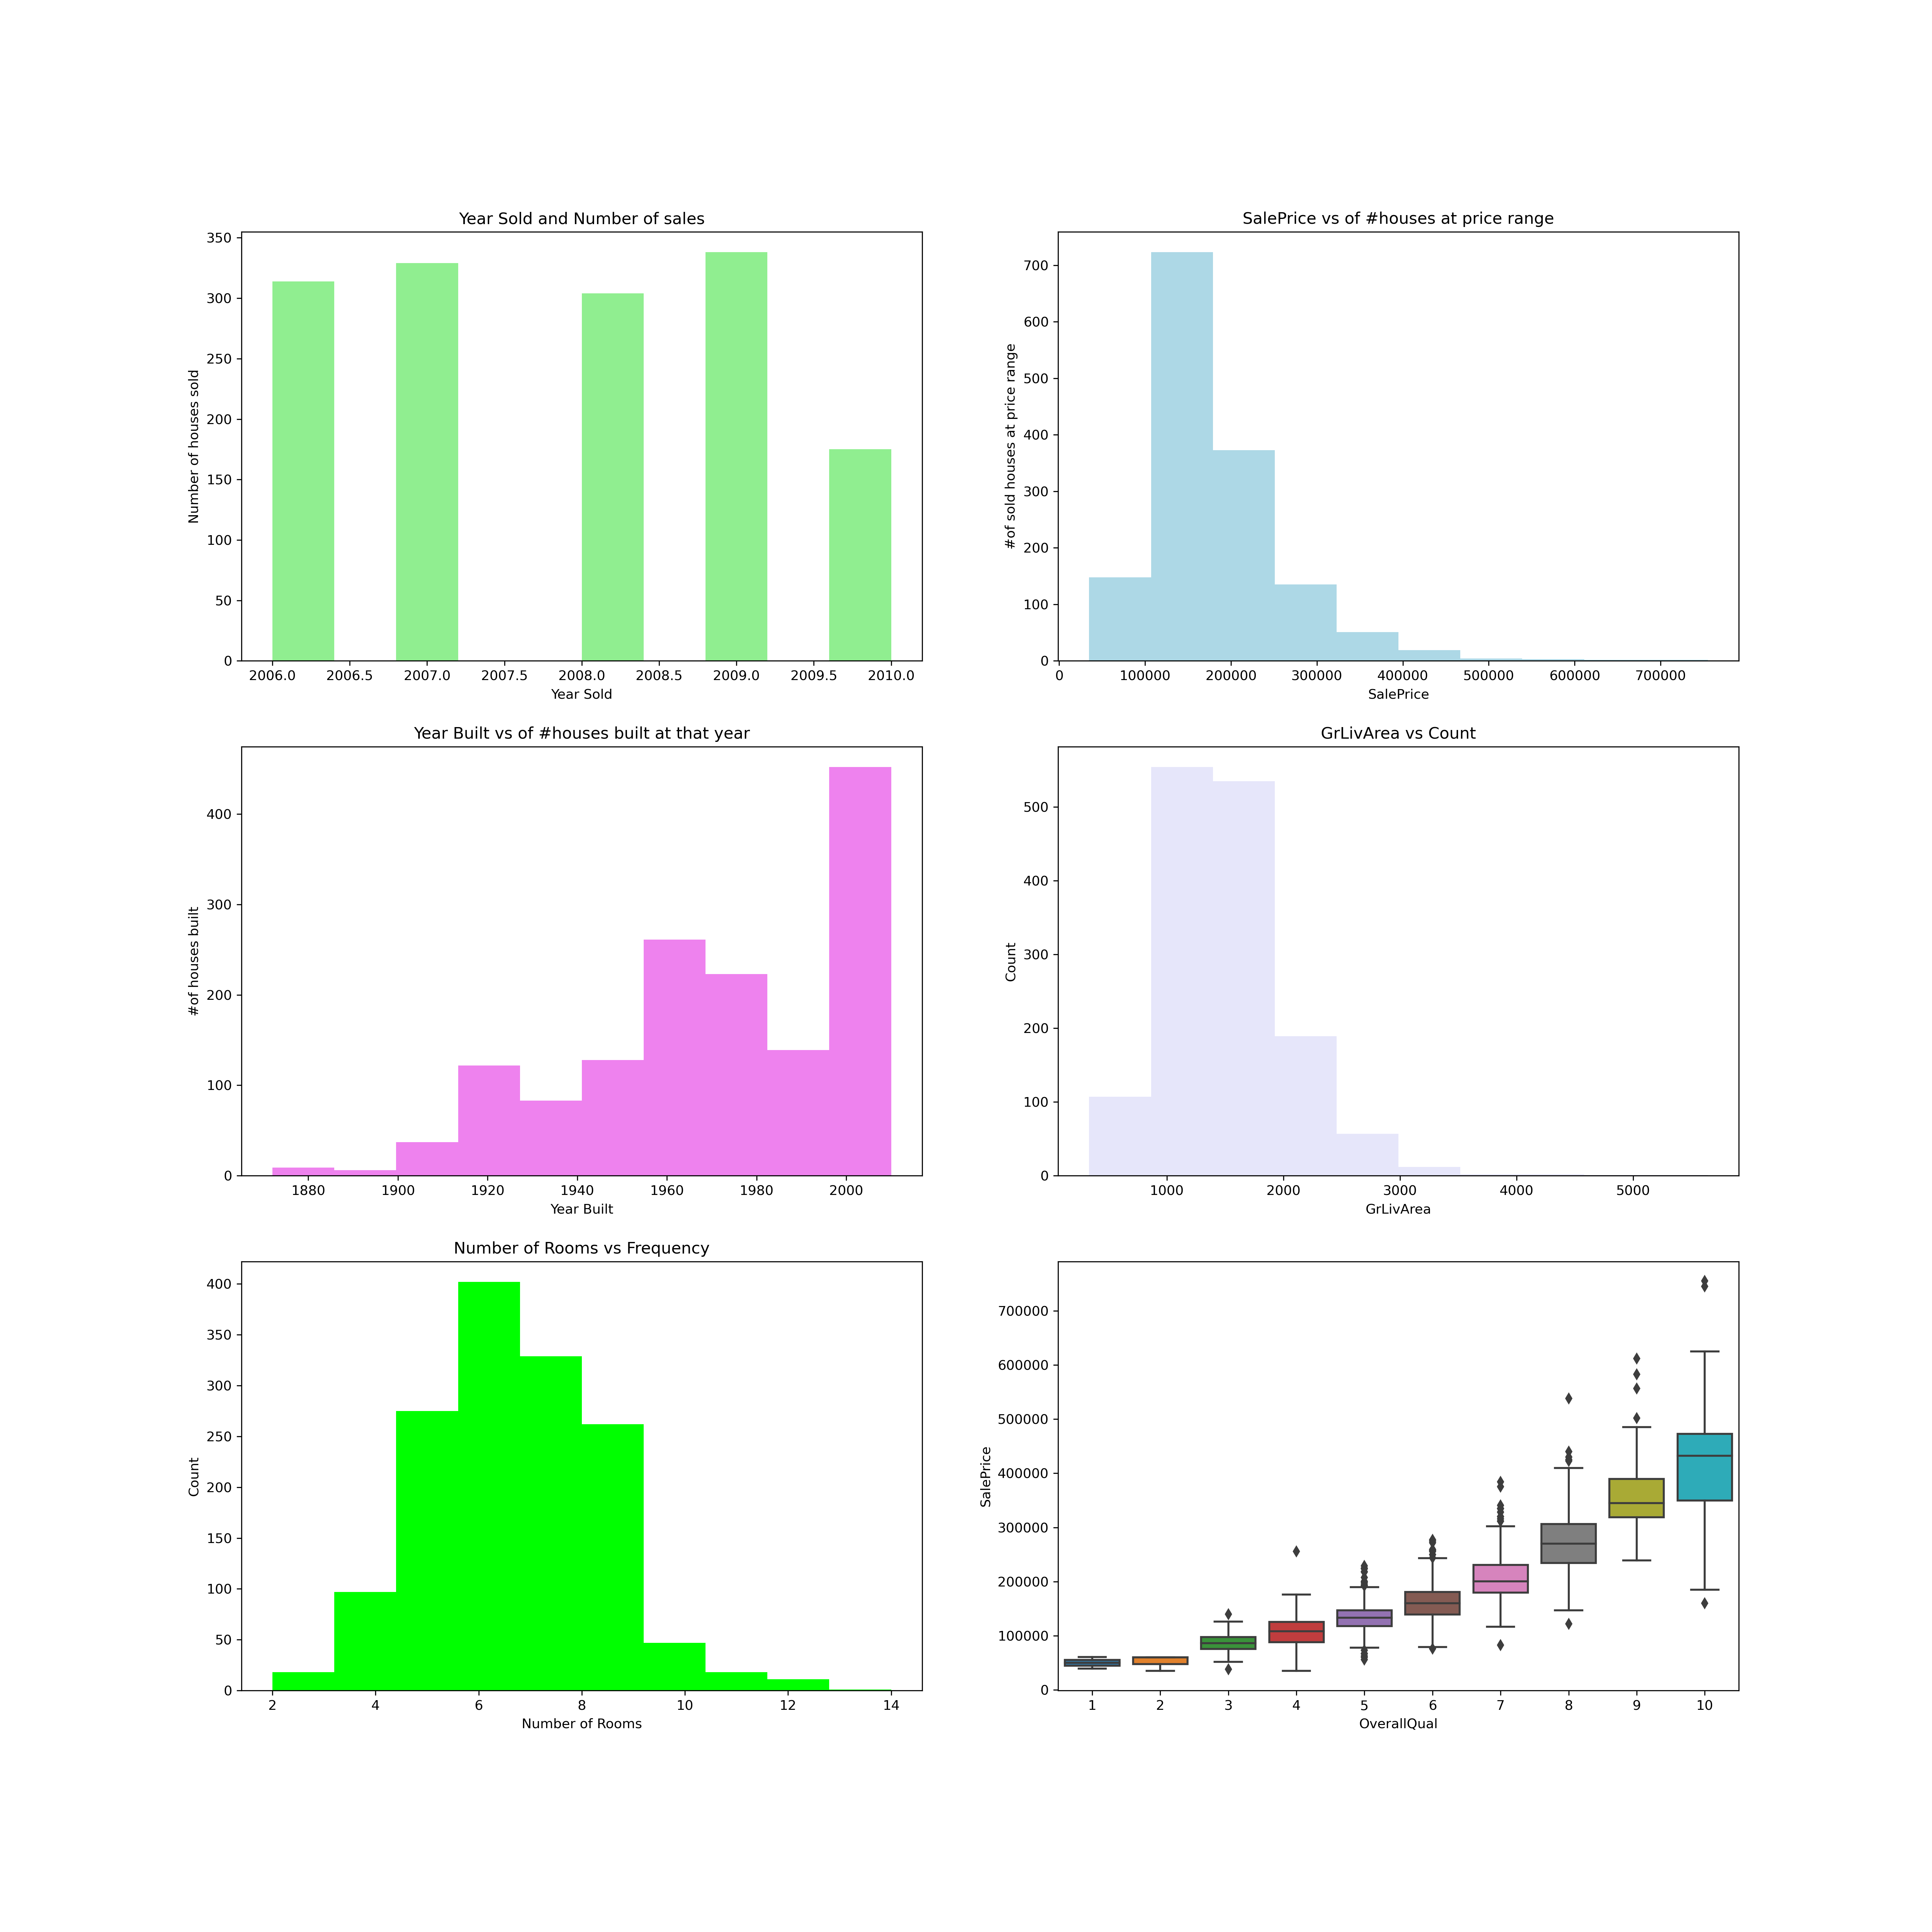 Year Sold and Number of sales
350
300
250
200
150
100
50
0
Number of houses sold
2006.0 2006.5 2007.0 2007.5 2008.0 2008.5 2009.0 2009.5 2010.0
Year Sold
SalePrice vs of #houses at price range
700
600
500
400
300
200
100
0
#of sold houses at price range
0 100000 200000 300000 400000 500000 600000 700000
SalePrice
Year Built vs of #houses built at that year
400
300
200
100
0
#of houses built
1880 1900 1920 1940 1960 1980 2000
Year Built
GrLivArea vs Count
500
400
300
200
100
0
Count
1000 2000 3000 4000 5000
GrLivArea
Number of Rooms vs Frequency
400
350
300
250
200
150
100
50
0
Count
2 4 6 8 10 12 14
Number of Rooms
700000
600000
500000
400000
300000
200000
100000
0
SalePrice
1 2 3 4 5 6 7 8 9 10
OverallQual